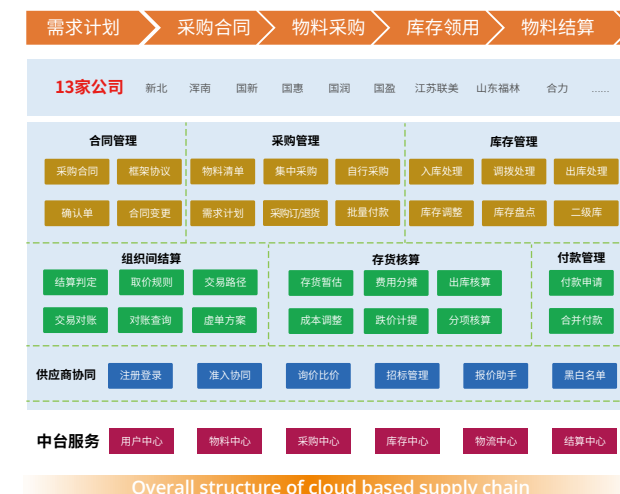 需求计划 采购合同 物料采购 库存领用 物料结算
13家公司 新北 浑南 国新 国惠 国润 国盈 江苏联美 山东福林 合力 ......
合同管理 采购管理 库存管理
采购合同 框架协议 物料清单 集中采购 自行采购 入库处理 调拨处理 出库处理
确认单 合同变更 需求计划 采购订/退货 批量付款 库存调整 库存盘点 二级库
组织间结算 存货核算 付款管理
结算判定 取价规则 交易路径 存货暂估 费用分摊 出库核算 付款申请
交易对账 对账查询 虚单方案 成本调整 跌价计提 分项核算 合并付款
供应商协同 注册登录 准入协同 询价比价 招标管理 报价助手 黑白名单
中台服务 用户中心 物料中心 采购中心 库存中心 物流中心 结算中心
Overall structure of cloud based supply chain